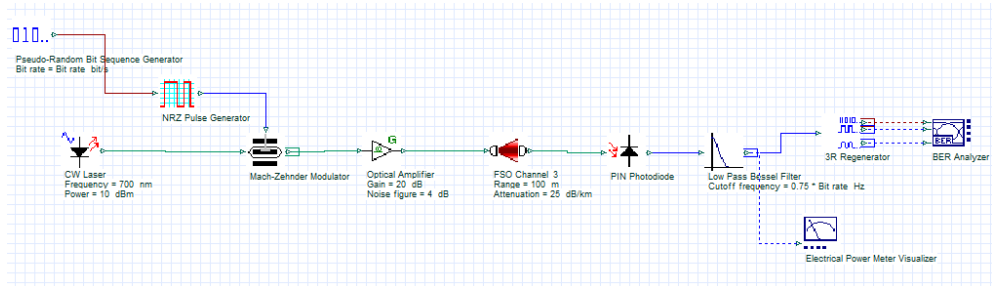 Pseudo-Random Bit Sequence Generator
Bit rate = Bit rate bit/s
NRZ Pulse Generator
CW Laser
Frequency = 700 nm
Power = 10 dBm
Mach-Zehnder Modulator
G
Optical Amplifier
Gain = 20 dB
Noise figure = 4 dB
FSO Channel 3
Range = 100 m
Attenuation = 25 dB/km
PIN Photodiode
Low Pass Bessel Filter
Cutoff frequency = 0.75 * Bit rate Hz
3R Regenerator
BER
BER Analyzer
Electrical Power Meter Visualizer